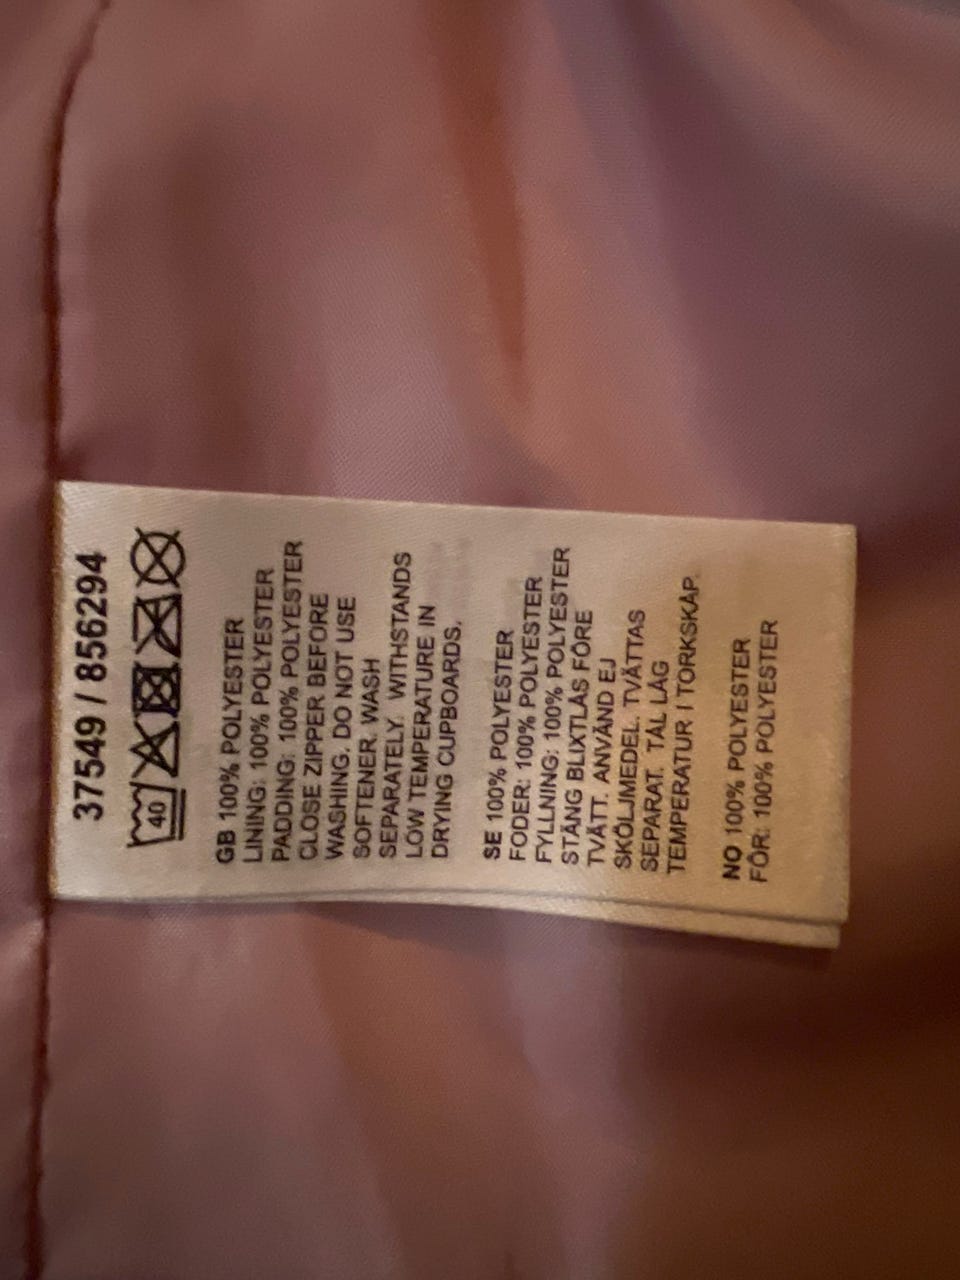 37549 / 856294
40
GB 100% POLYESTER
LINING: 100% POLYESTER
PADDING: 100% POLYESTER
CLOSE ZIPPER BEFORE
WASHING. DO NOT USE
SOFTENER. WASH
SEPARATELY. WITHSTANDS
LOW TEMPERATURE IN
DRYING CUPBOARDS.
SE 100% POLYESTER
FODER: 100% POLYESTER
FYLLNING: 100% POLYESTER
STÄNG BLIXTLÅS FÖRE
TVÄTT. ANVÄND EJ
SKÖLJMEDEL. TVÄTTAS
SEPARAT. TÅL LÅG
TEMPERATUR I TORKSKÅP.
NO 100% POLYESTER
FÔR: 100% POLYESTER